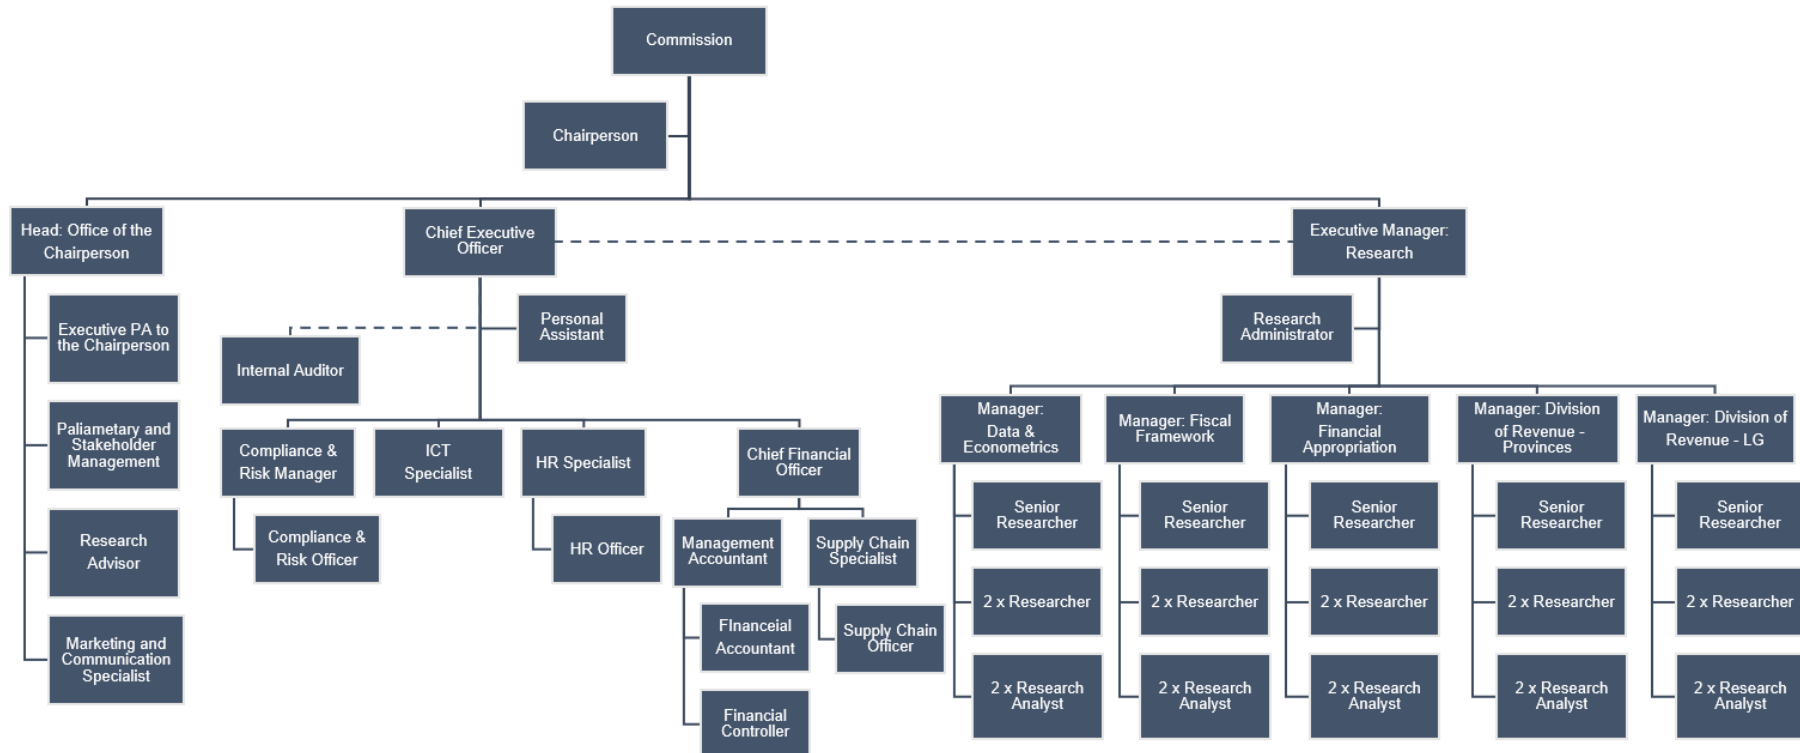 Commission
Chairperson
Head: Office of the
Chairperson
Chief Executive
Officer
Executive Manager:
Research
Executive PA to
the Chairperson
Paliametary and
Stakeholder
Management
Research
Advisor
Marketing and
Communication
Specialist
Personal
Assistant
Internal Auditor
Compliance &
Risk Manager
ICT
Specialist
HR Specialist
Chief Financial
Officer
Compliance &
Risk Officer
HR Officer
Management
Accountant
Supply Chain
Specialist
FInanceial
Accountant
Supply Chain
Officer
Financial
Controller
Research
Administrator
Manager:
Data &
Econometrics
Manager: Fiscal
Framework
Manager:
Financial
Appropriation
Manager: Division
of Revenue -
Provinces
Manager: Division of
Revenue - LG
Senior
Researcher
Senior
Researcher
Senior
Researcher
Senior
Researcher
Senior
Researcher
2 x Researcher
2 x Researcher
2 x Researcher
2 x Researcher
2 x Researcher
2 x Research
Analyst
2 x Research
Analyst
2 x Research
Analyst
2 x Research
Analyst
2 x Research
Analyst